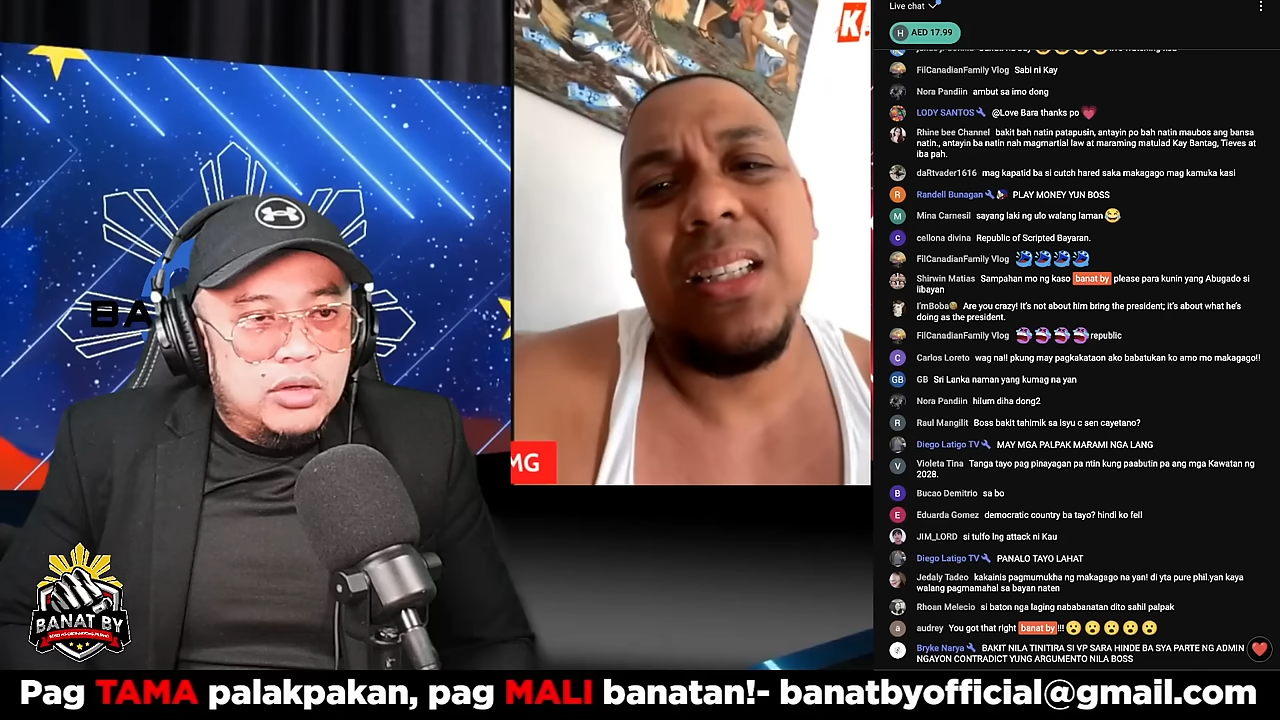 Live chat
H AED 17.99
FilCanadianFamily Vlog Sabi ni Kay
Nora Pandiin ambut sa imo dong
LODY SANTOS @Love Bara thanks po
Rhine bee Channel bakit bah natin patapusin, antayin po bah natin maubos ang bansa
natin., antayin ba natin nah magmartial law at maraming matulad Kay Bantag, Tieves at
iba pah.
daRtvader1616 mag kapatid ba si cutch hared saka makagago mag kamuka kasi
R Randell Bunagan PLAY MONEY YUN BOSS
M Mina Carnesil sayang laki ng ulo walang laman
c cellona divina Republic of Scripted Bayaran.
FilCanadianFamily Vlog
Shirwin Matias Sampahan mo ng kaso banat by please para kunin yang Abugado si
libayan
I'mBoba Are you crazy! It's not about him bring the president; it's about what he's
doing as the president.
FilCanadianFamily Vlog republic
C Carlos Loreto wag na!! pkung may pagkakataon ako babatukan ko amo mo makagago!!
GB GB Sri Lanka naman yang kumag na yan
Nora Pandiin hilum diha dong2
R Raul Mangilit Boss bakit tahimik sa isyu c sen cayetano?
Diego Latigo TV MAY MGA PALPAK MARAMI NGA LANG
V Violeta Tina Tanga tayo pag pinayagan pa ntin kung paabutin pa ang mga Kawatan ng
2028.
B Bucao Demitrio sa bo
E Eduarda Gomez democratic country ba tayo? hindi ko fell
JIM_LORD si tulfo lng attack ni Kau
Diego Latigo TV PANALO TAYO LAHAT
Jedaly Tadeo kakainis pagmumukha ng makagago na yan! di yta pure phil.yan kaya
walang pagmamahal sa bayan naten
Rhoan Melecio si baton nga laging nababanatan dito sahil palpak
a audrey You got that right banat by!!!
Bryke Narya BAKIT NILA TINITIRA SI VP SARA HINDE BA SYA PARTE NG ADMIN
NGAYON CONTRADICT YUNG ARGUMENTO NILA BOSS
K
BA
MG
BANAT BY
Pag TAMA palakpakan, pag MALI banatan!- banatbyofficial@gmail.com